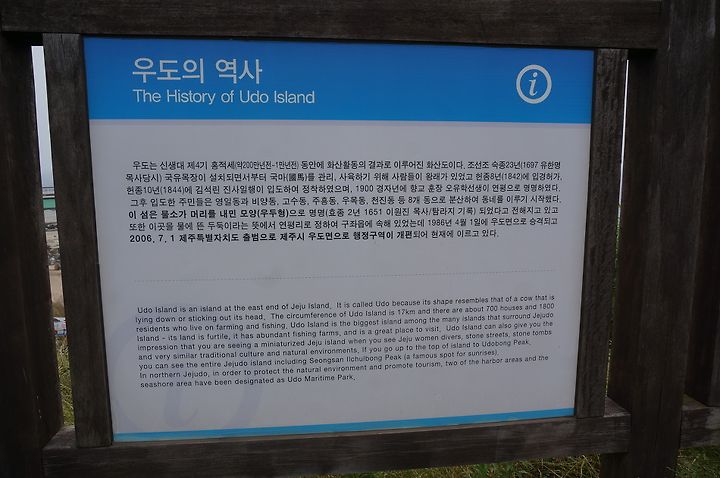 우도의 역사
The History of Udo Island
i
우도는 신생대 제4기 홍적세(약200만년전~1만년전) 동안에 화산활동의 결과로 이루어진 화산도이다. 조선조 숙종23년(1697 유한명
목사당시) 국유목장이 설치되면서부터 국마(國馬)를 관리, 사육하기 위해 사람들이 왕래가 있었고 헌종8년(1842)에 입경허가,
헌종10년(1844)에 김석린 진사일행이 입도하여 정착하였으며, 1900 경자년에 향교 훈장 오유학선생이 연평으로 명명하였다.
그후 입도한 주민들은 영일동과 비양동, 고수동, 주흥동, 우목동, 천진동 등 8개 동으로 분산하여 동네를 이루기 시작했다.
이 섬은 물소가 머리를 내민 모양(우두형)으로 명명(효종 2년 1651 이원진 목사/탐라지 기록) 되었다고 전해지고 있고
또한 이곳을 물에 뜬 두둑이라는 뜻에서 연평리로 정하여 구좌읍에 속해 있었는데 1986년 4월 1일에 우도면으로 승격되고
2006, 7, 1 제주특별자치도 출범으로 제주시 우도면으로 행정구역이 개편되어 현재에 이르고 있다.
Udo Island is an island at the east end of Jeju Island, It is called Udo because its shape resembles that of a cow that is
lying down or sticking out its head, The circumference of Udo Island is 17km and there are about 700 houses and 1800
residents who live on farming and fishing, Udo Island is the biggest island among the many islands that surround Jejudo
Island - its land is furtile, it has abundant fishing farms, and is a great place to visit, Udo Island can also give you the
impression that you are seeing a miniaturized Jeju island when you see Jeju women divers, stone streets, stone tombs
and very similar traditional culture and natural environments, If you go up to the top of island to Udobong Peak,
you can see the entire Jejudo island including Seongsan Ilchulbong Peak (a famous spot for sunrises)
In northern Jejudo, in order to protect the natural environment and promote tourism, two of the harbor areas and the
seashore area have been designated as Udo Maritime Park,